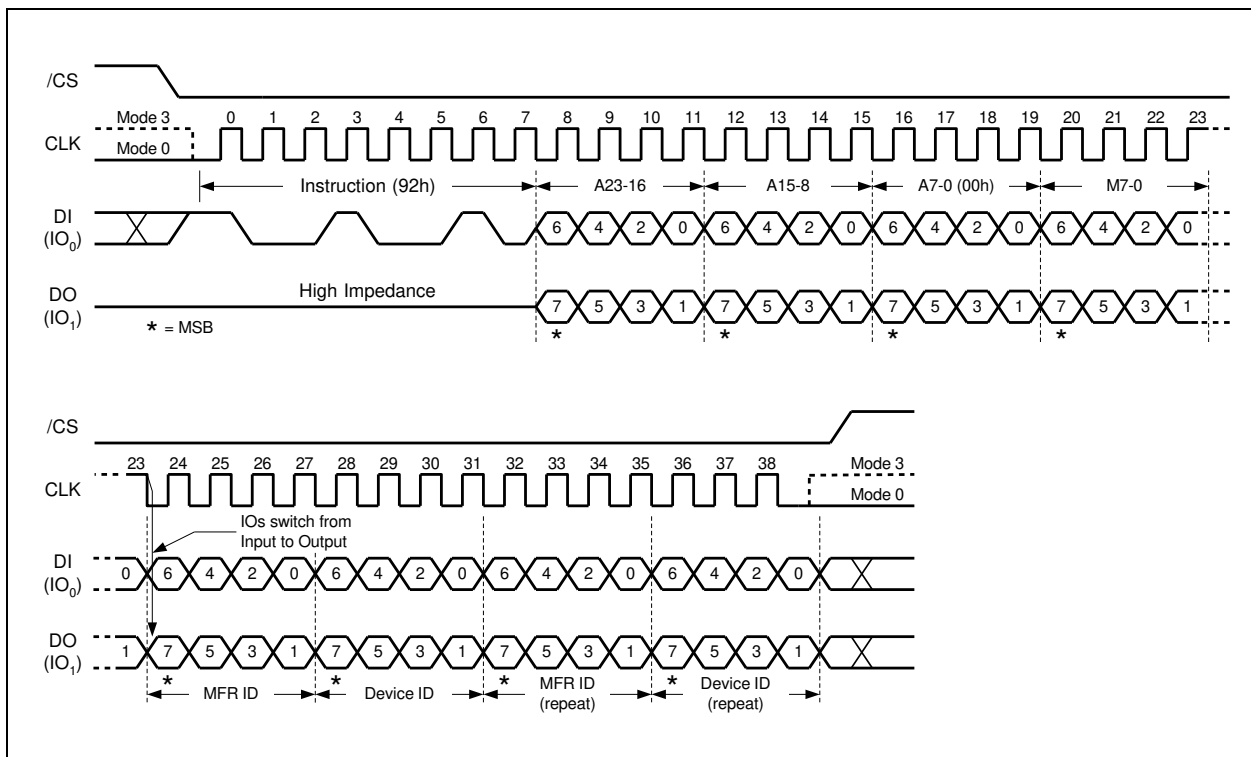 /CS
Mode 3 0 1 2 3 4 5 6 7 8 9 10 11 12 13 14 15 16 17 18 19 20 21 22 23
CLK
Mode 0
Instruction (92h) A23-16 A15-8 A7-0 (00h) M7-0
DI
(IO0) 6 4 2 0 6 4 2 0 6 4 2 0 6 4 2 0
High Impedance
DO
(IO1) 7 5 3 1 7 5 3 1 7 5 3 1 7 5 3 1
* = MSB * * * *
/CS
23 24 25 26 27 28 29 30 31 32 33 34 35 36 37 38 Mode 3
CLK
Mode 0
IOs switch from
Input to Output
DI
(IO0) 0 6 4 2 0 6 4 2 0 6 4 2 0 6 4 2 0
DO
(IO1) 1 7 5 3 1 7 5 3 1 7 5 3 1 7 5 3 1
* * * *
MFR ID Device ID MFR ID
(repeat) Device ID
(repeat)